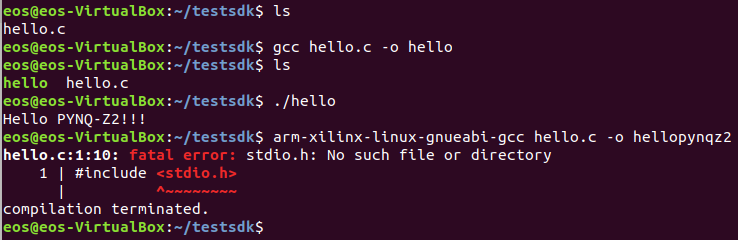 eos@eos-VirtualBox:~/testsdk$ ls
hello.c
eos@eos-VirtualBox:~/testsdk$ gcc hello.c -o hello
eos@eos-VirtualBox:~/testsdk$ ls
hello  hello.c
eos@eos-VirtualBox:~/testsdk$ ./hello
Hello PYNQ-Z2!!!
eos@eos-VirtualBox:~/testsdk$ arm-xilinx-linux-gnueabi-gcc hello.c -o hellopynqz2
hello.c:1:10: fatal error: stdio.h: No such file or directory
    1 | #include <stdio.h>
      |          ^~~~~~~~~
compilation terminated.
eos@eos-VirtualBox:~/testsdk$